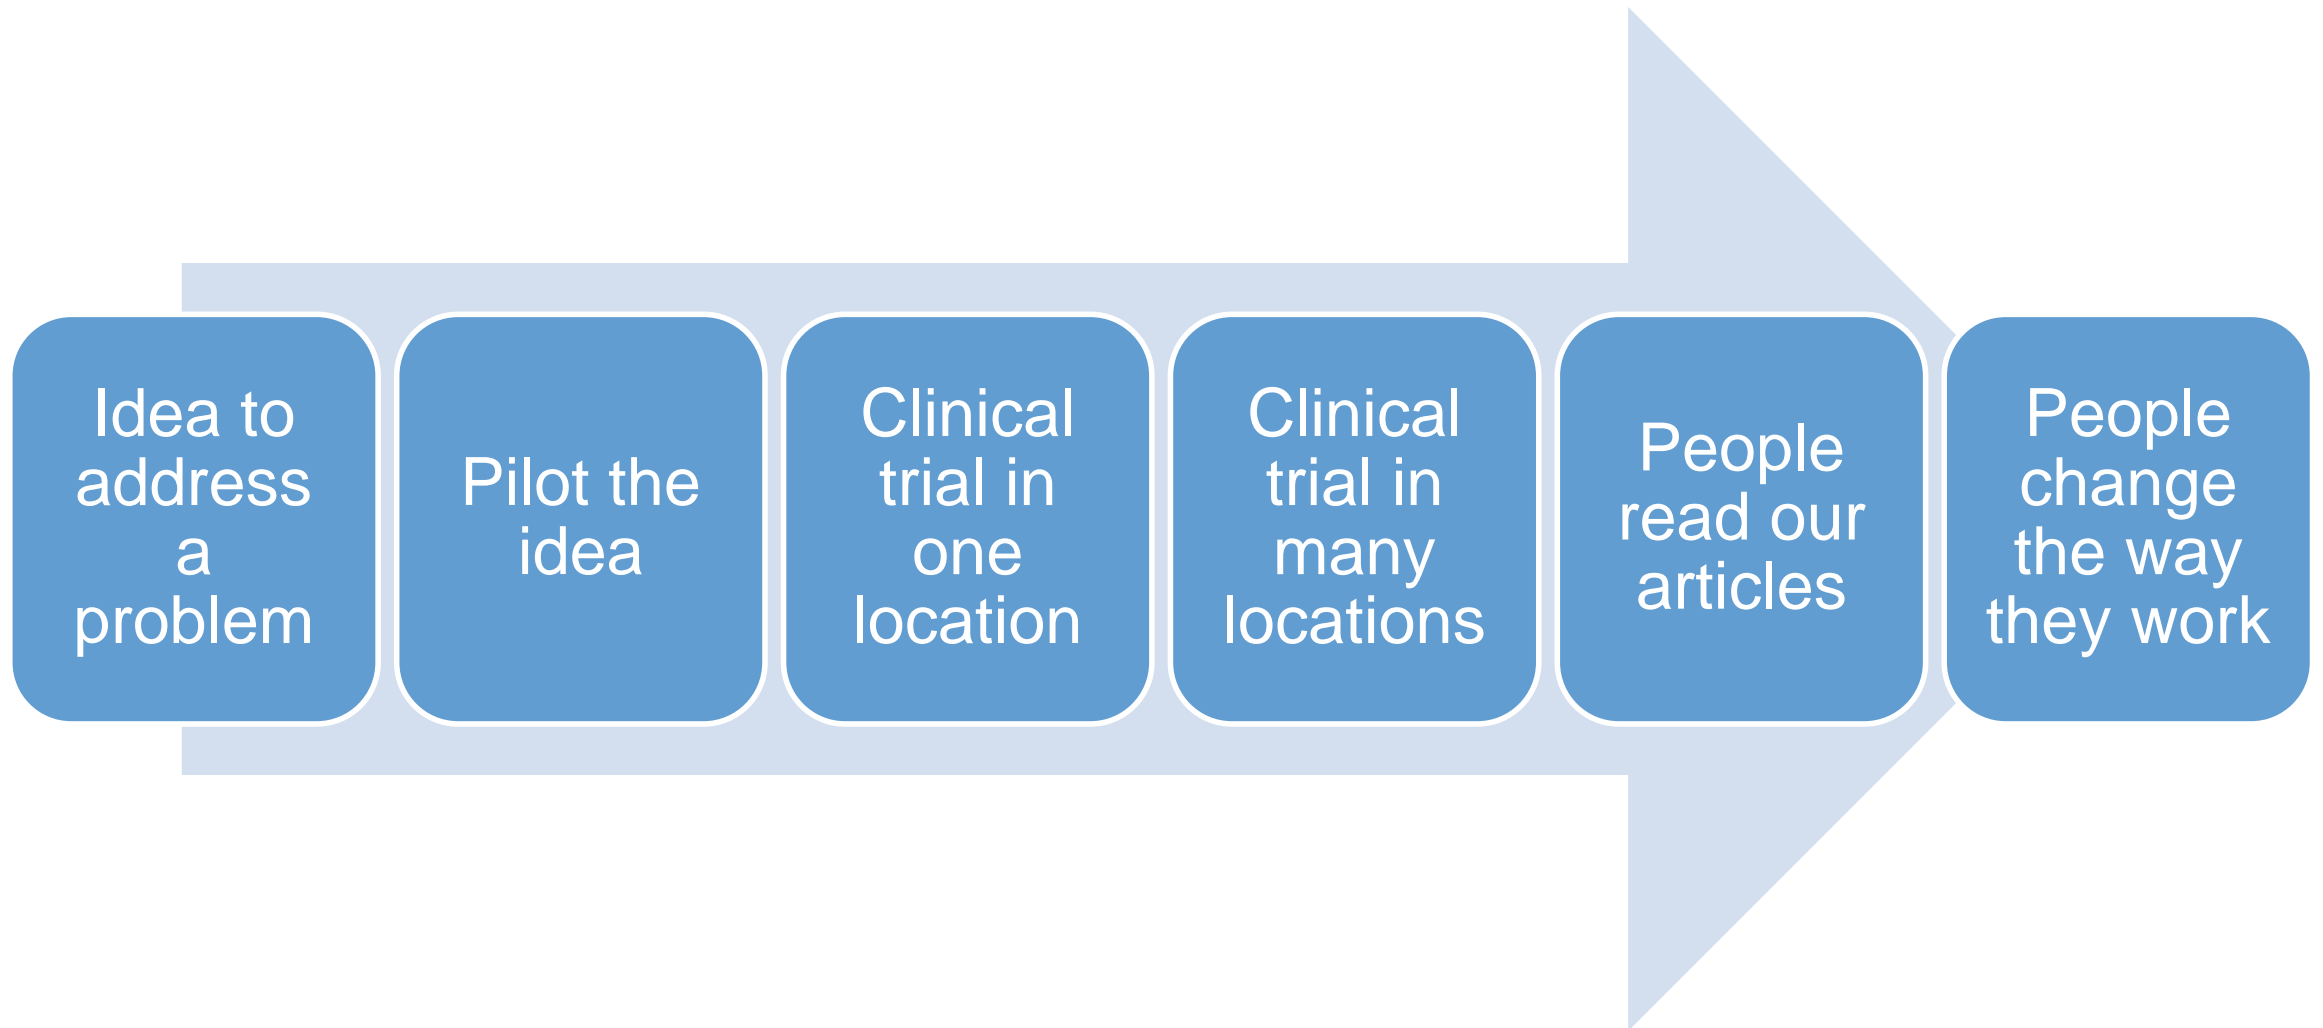 Idea to
address
a
problem
Pilot the
idea
Clinical
trial in
one
location
Clinical
trial in
many
locations
People
read our
articles
People
change
the way
they work